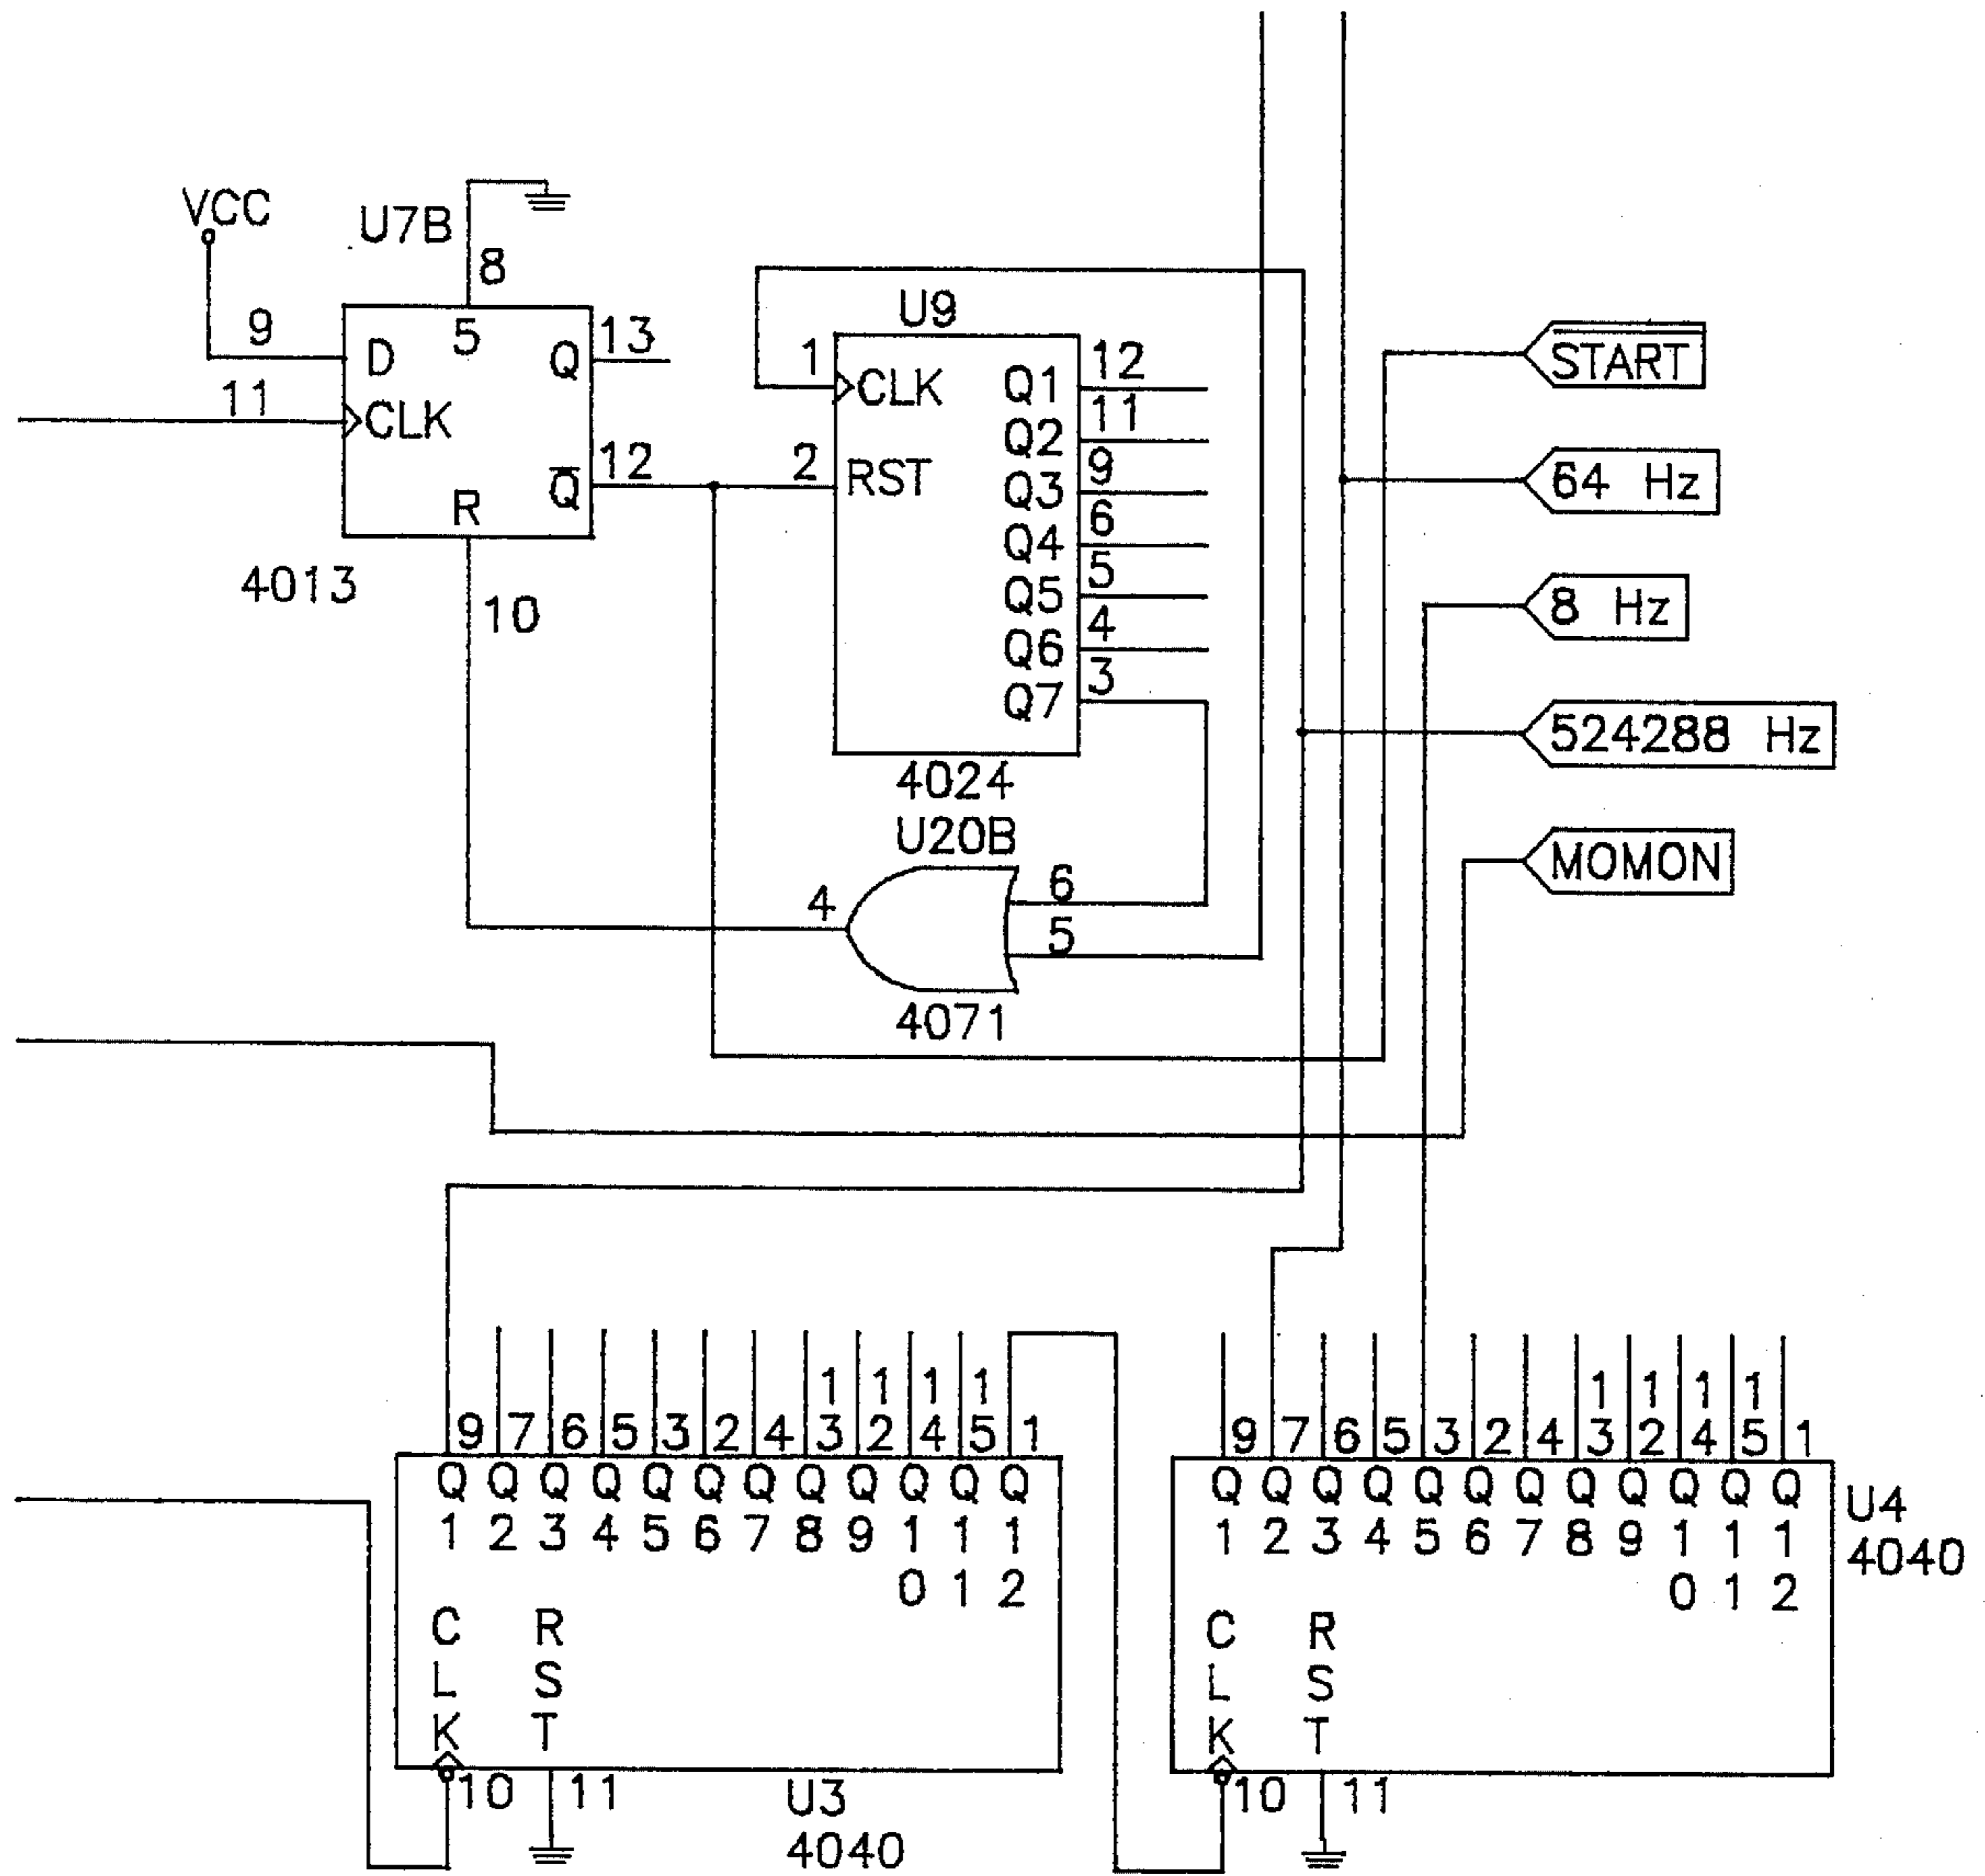 VCC
U7B
8
9
D
5
Q
13
11
CLK
Q̅
12
R
4013
10
U9
1
CLK
2
RST
Q1
12
Q2
11
Q3
9
Q4
6
Q5
5
Q6
4
Q7
3
4024
U20B
4
6
5
4071
S̅T̅A̅R̅T̅
64 Hz
8 Hz
524288 Hz
MOMON
9 7 6 5 3 2 4 13 12 14 15 1
Q1 Q2 Q3 Q4 Q5 Q6 Q7 Q8 Q9 Q10 Q11 Q12
CLK
RST
10
11
U3
4040
9 7 6 5 3 2 4 13 12 14 15 1
Q1 Q2 Q3 Q4 Q5 Q6 Q7 Q8 Q9 Q10 Q11 Q12
CLK
RST
10
11
U4
4040